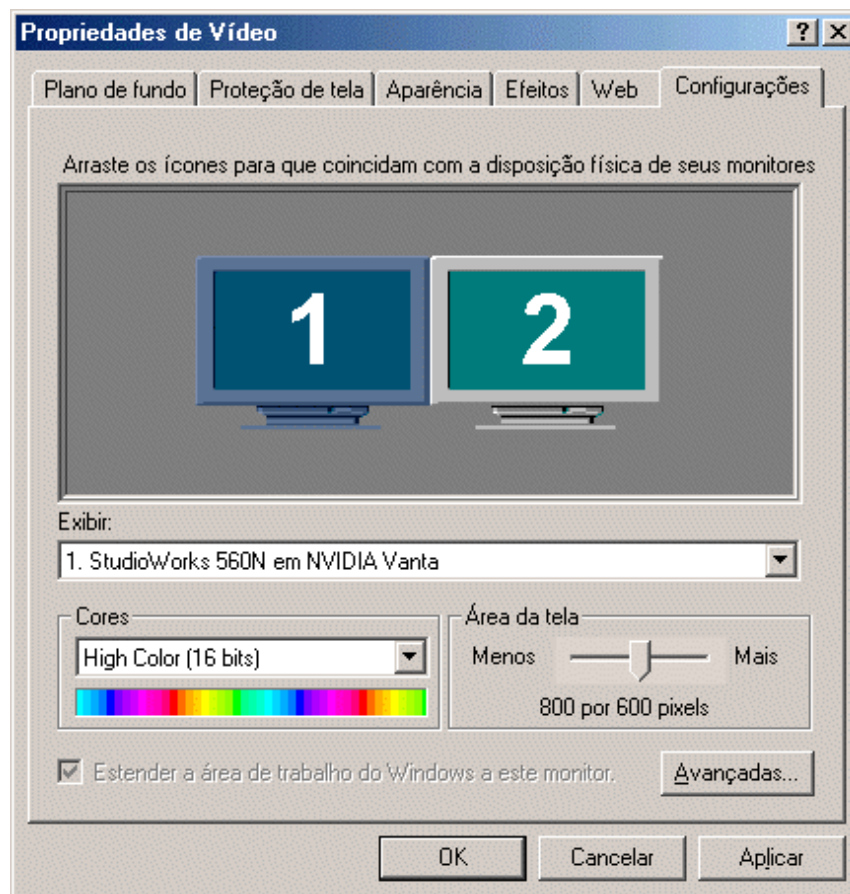 Propriedades de Vídeo
Plano de fundo Proteção de tela Aparência Efeitos Web Configurações
Arraste os ícones para que coincidam com a disposição física de seus monitores
1 2
Exibir:
1. StudioWorks 560N em NVIDIA Vanta
Cores Área da tela
High Color (16 bits) Menos Mais
800 por 600 pixels
Estender a área de trabalho do Windows a este monitor. Avançadas...
OK Cancelar Aplicar